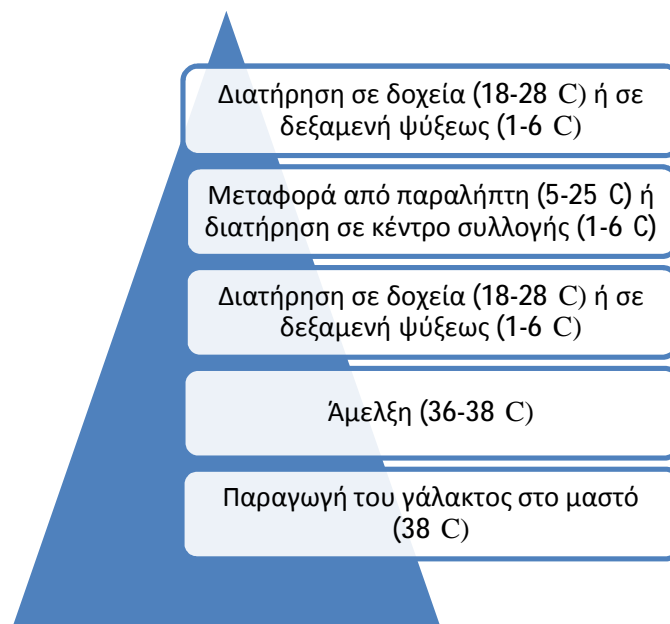 Διατήρηση σε δοχεία (18-28 C) ή σε
δεξαμενή ψύξεως (1-6 C)
Μεταφορά από παραλήπτη (5-25 C) ή
διατήρηση σε κέντρο συλλογής (1-6 C)
Διατήρηση σε δοχεία (18-28 C) ή σε
δεξαμενή ψύξεως (1-6 C)
Άμελξη (36-38 C)
Παραγωγή του γάλακτος στο μαστό
(38 C)